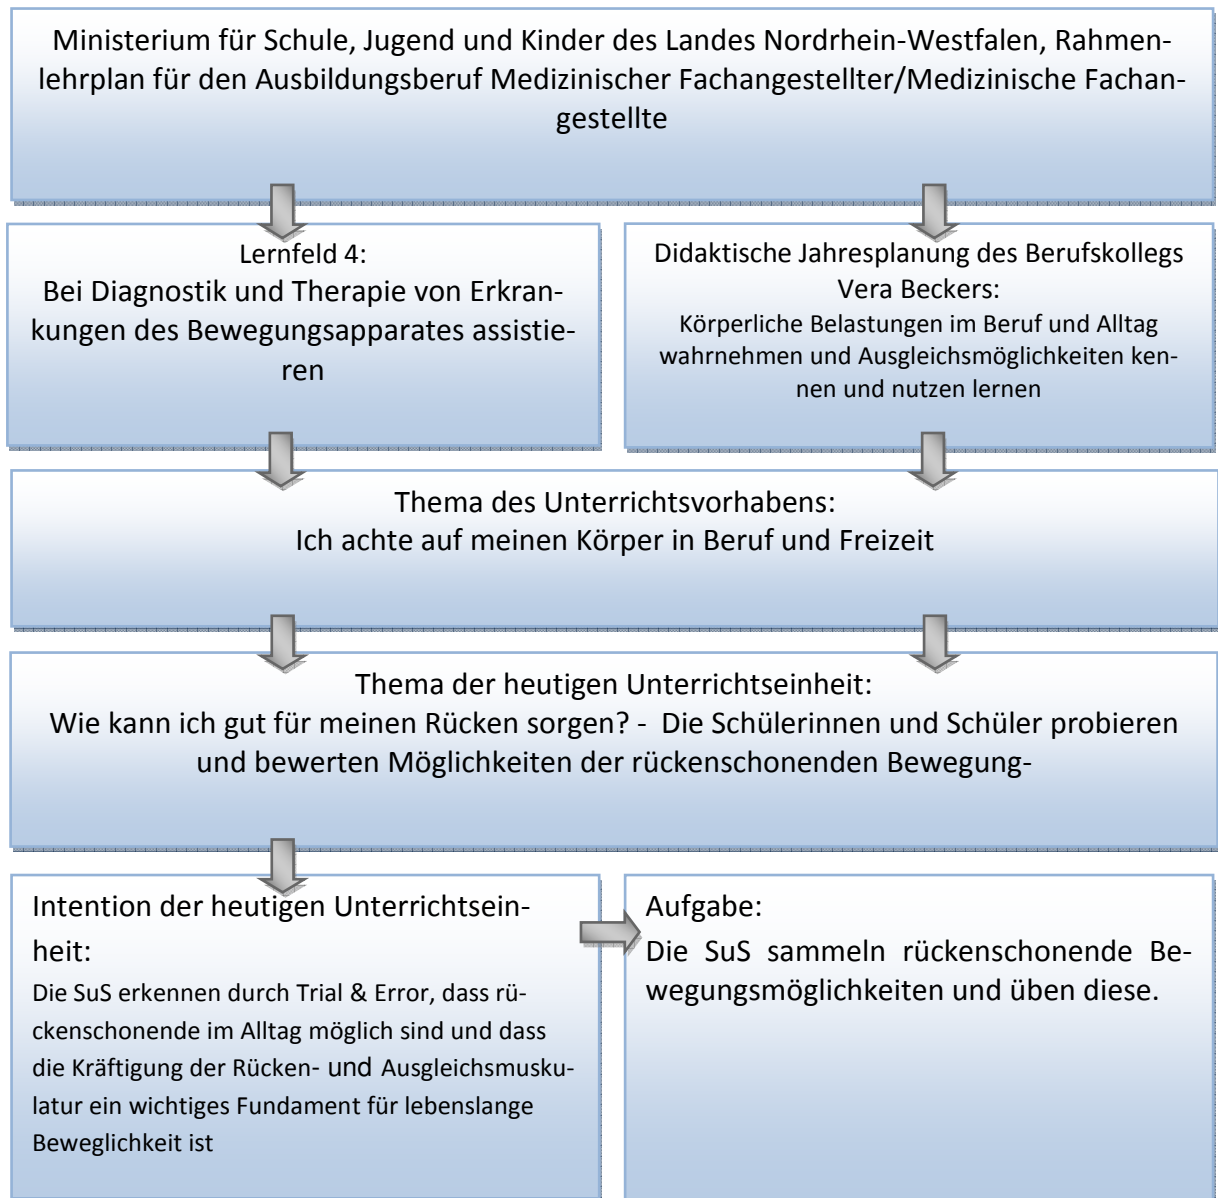 Ministerium für Schule, Jugend und Kinder des Landes Nordrhein-Westfalen, Rahmen-
lehrplan für den Ausbildungsberuf Medizinischer Fachangestellter/Medizinische Fachan-
gestellte
Lernfeld 4:
Bei Diagnostik und Therapie von Erkran-
kungen des Bewegungsapparates assistie-
ren
Didaktische Jahresplanung des Berufskollegs
Vera Beckers:
Körperliche Belastungen im Beruf und Alltag
wahrnehmen und Ausgleichsmöglichkeiten ken-
nen und nutzen lernen
Thema des Unterrichtsvorhabens:
Ich achte auf meinen Körper in Beruf und Freizeit
Thema der heutigen Unterrichtseinheit:
Wie kann ich gut für meinen Rücken sorgen? - Die Schülerinnen und Schüler probieren
und bewerten Möglichkeiten der rückenschonenden Bewegung-
Intention der heutigen Unterrichtsein-
heit:
Die SuS erkennen durch Trial & Error, dass rü-
ckenschonende im Alltag möglich sind und dass
die Kräftigung der Rücken- und Ausgleichsmusku-
latur ein wichtiges Fundament für lebenslange
Beweglichkeit ist
Aufgabe:
Die SuS sammeln rückenschonende Be-
wegungsmöglichkeiten und üben diese.